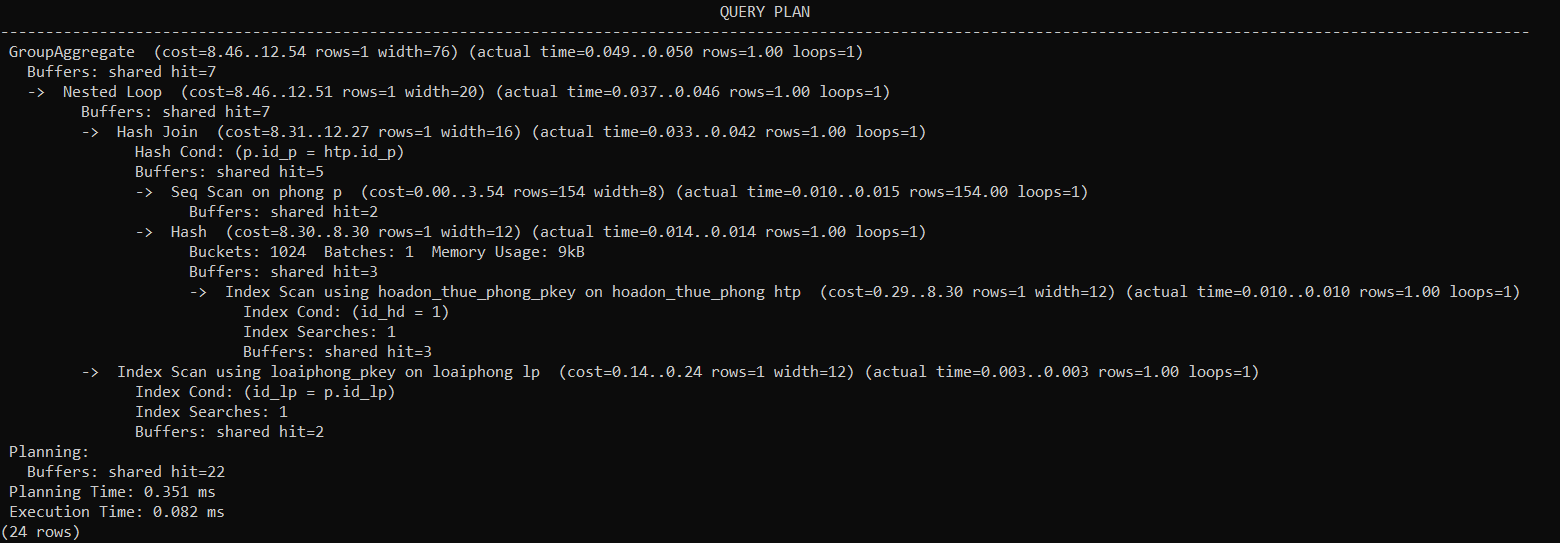 QUERY PLAN
---------------------------------------------------------------------------------------------------------------------------------------------------------------------------
GroupAggregate  (cost=8.46..12.54 rows=1 width=76) (actual time=0.049..0.050 rows=1.00 loops=1)
  Buffers: shared hit=7
  ->  Nested Loop  (cost=8.46..12.51 rows=1 width=20) (actual time=0.037..0.046 rows=1.00 loops=1)
        Buffers: shared hit=7
        ->  Hash Join  (cost=8.31..12.27 rows=1 width=16) (actual time=0.033..0.042 rows=1.00 loops=1)
              Hash Cond: (p.id_p = htp.id_p)
              Buffers: shared hit=5
              ->  Seq Scan on phong p  (cost=0.00..3.54 rows=154 width=8) (actual time=0.010..0.015 rows=154.00 loops=1)
                    Buffers: shared hit=2
              ->  Hash  (cost=8.30..8.30 rows=1 width=12) (actual time=0.014..0.014 rows=1.00 loops=1)
                    Buckets: 1024  Batches: 1  Memory Usage: 9kB
                    Buffers: shared hit=3
                    ->  Index Scan using hoadon_thue_phong_pkey on hoadon_thue_phong htp  (cost=0.29..8.30 rows=1 width=12) (actual time=0.010..0.010 rows=1.00 loops=1)
                          Index Cond: (id_hd = 1)
                          Index Searches: 1
                          Buffers: shared hit=3
        ->  Index Scan using loaiphong_pkey on loaiphong lp  (cost=0.14..0.24 rows=1 width=12) (actual time=0.003..0.003 rows=1.00 loops=1)
              Index Cond: (id_lp = p.id_lp)
              Index Searches: 1
              Buffers: shared hit=2
Planning:
  Buffers: shared hit=22
Planning Time: 0.351 ms
Execution Time: 0.082 ms
(24 rows)